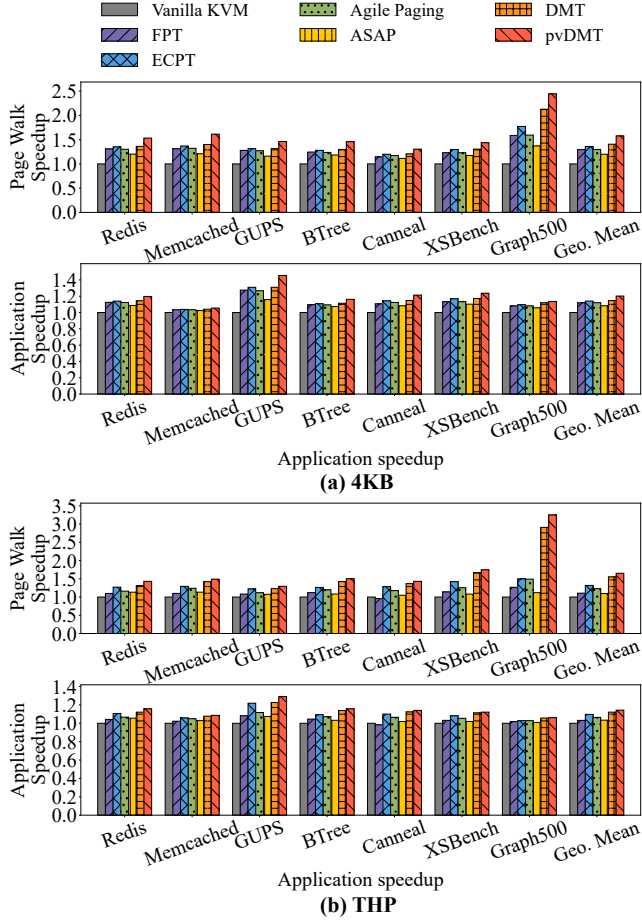 Vanilla KVM Agile Paging DMT
FPT ASAP pvDMT
ECPT
Page Walk
Speedup
2.5
2.0
1.5
1.0
0.5
0.0
Redis Memcached GUPS BTree Canneal XSBench Graph500 Geo. Mean
Application
Speedup
1.4
1.2
1.0
0.8
0.6
0.4
0.2
0.0
Redis Memcached GUPS BTree Canneal XSBench Graph500 Geo. Mean
Application speedup
(a) 4KB
Page Walk
Speedup
3.5
3.0
2.5
2.0
1.5
1.0
0.5
0.0
Redis Memcached GUPS BTree Canneal XSBench Graph500 Geo. Mean
Application
Speedup
1.4
1.2
1.0
0.8
0.6
0.4
0.2
0.0
Redis Memcached GUPS BTree Canneal XSBench Graph500 Geo. Mean
Application speedup
(b) THP